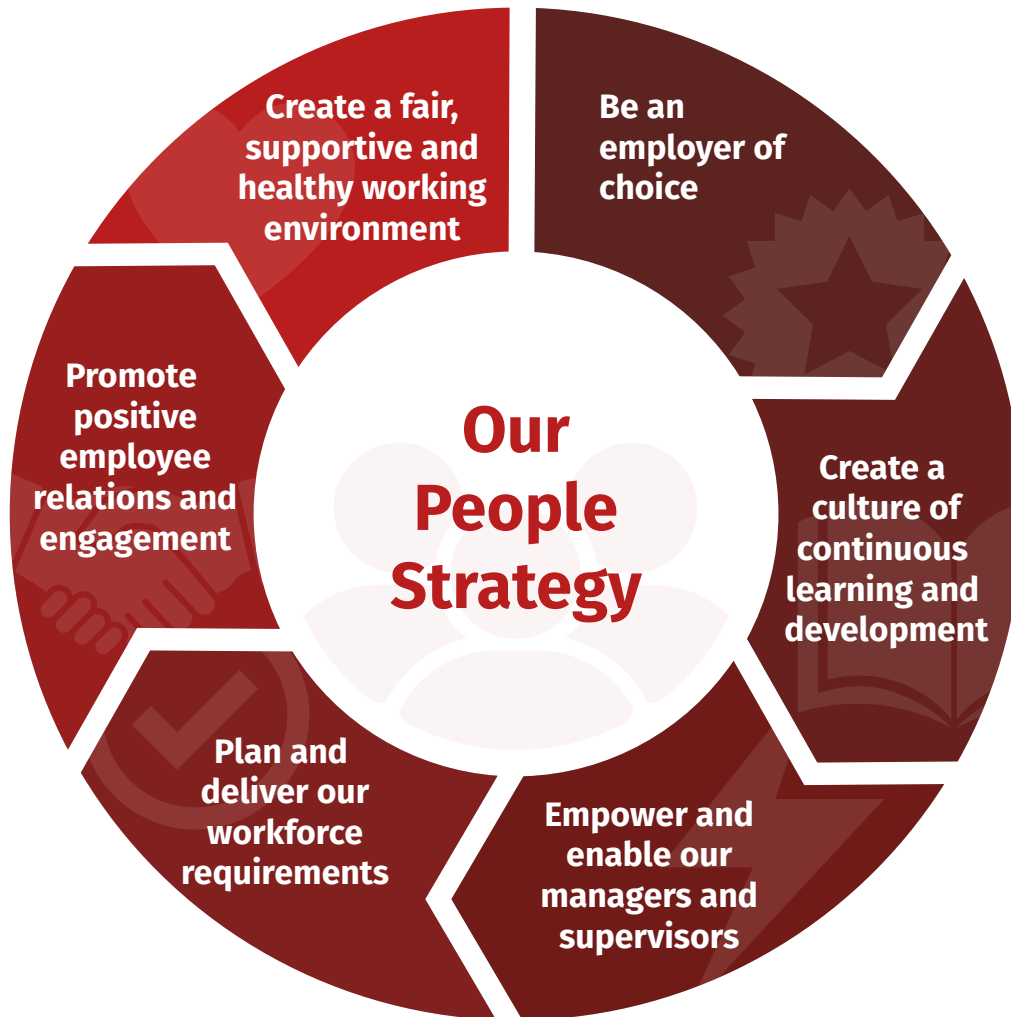 Our
People
Strategy
Be an
employer of
choice
Create a
culture of
continuous
learning and
development
Empower and
enable our
managers and
supervisors
Plan and
deliver our
workforce
requirements
Promote
positive
employee
relations and
engagement
Create a fair,
supportive and
healthy working
environment